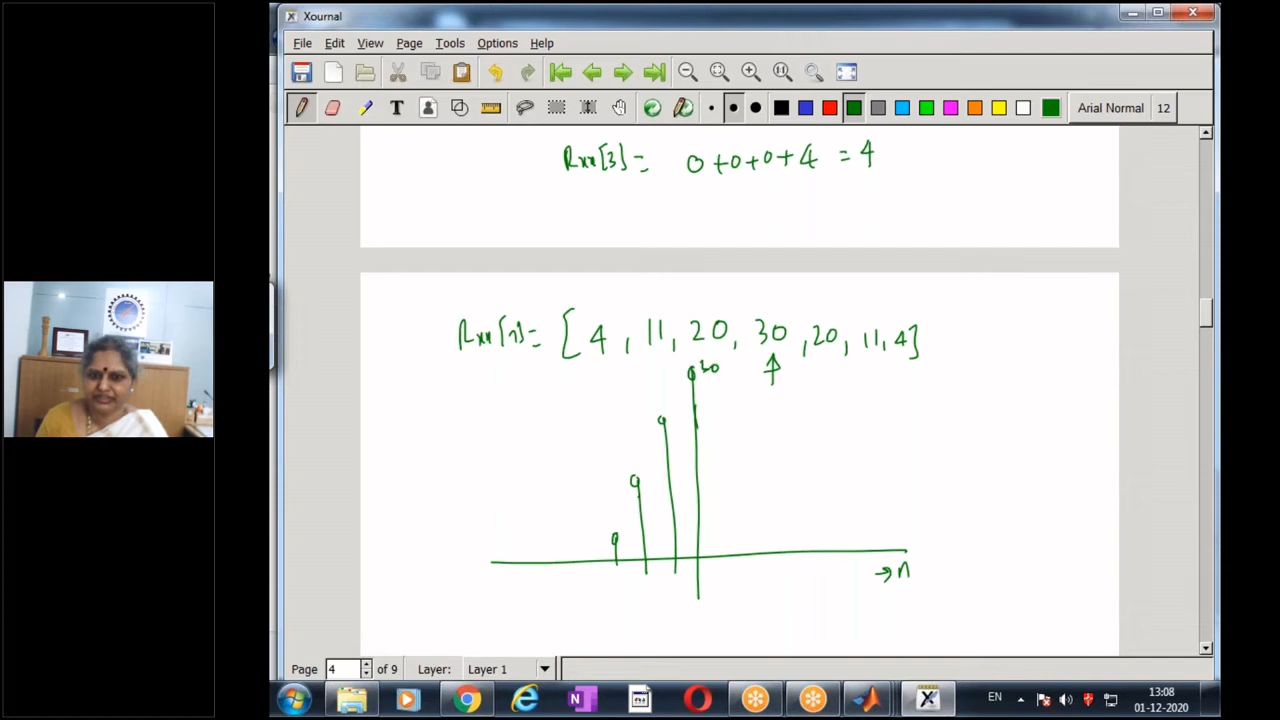 Xournal
File Edit View Page Tools Options Help
Arial Normal 12
Rxx[3] = 0+0+0+4 = 4
Rxx[n] = [4, 11, 20, 30, 20, 11, 4]
↑
30
→n
Page 4 of 9 Layer: Layer 1
EN
13:08
01-12-2020